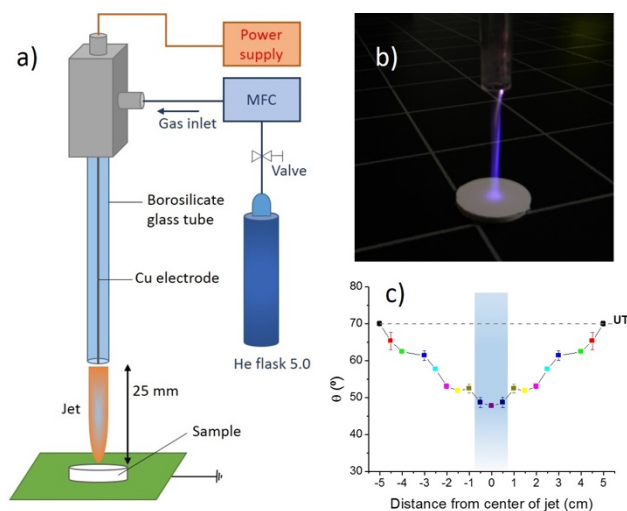 a)
Power
supply
MFC
Gas inlet
Valve
Borosilicate
glass tube
Cu electrode
He flask 5.0
25 mm
Jet
Sample
b)
c)
80
70
60
50
40
30
UT
θ (º)
-5 -4 -3 -2 -1 0 1 2 3 4 5
Distance from center of jet (cm)